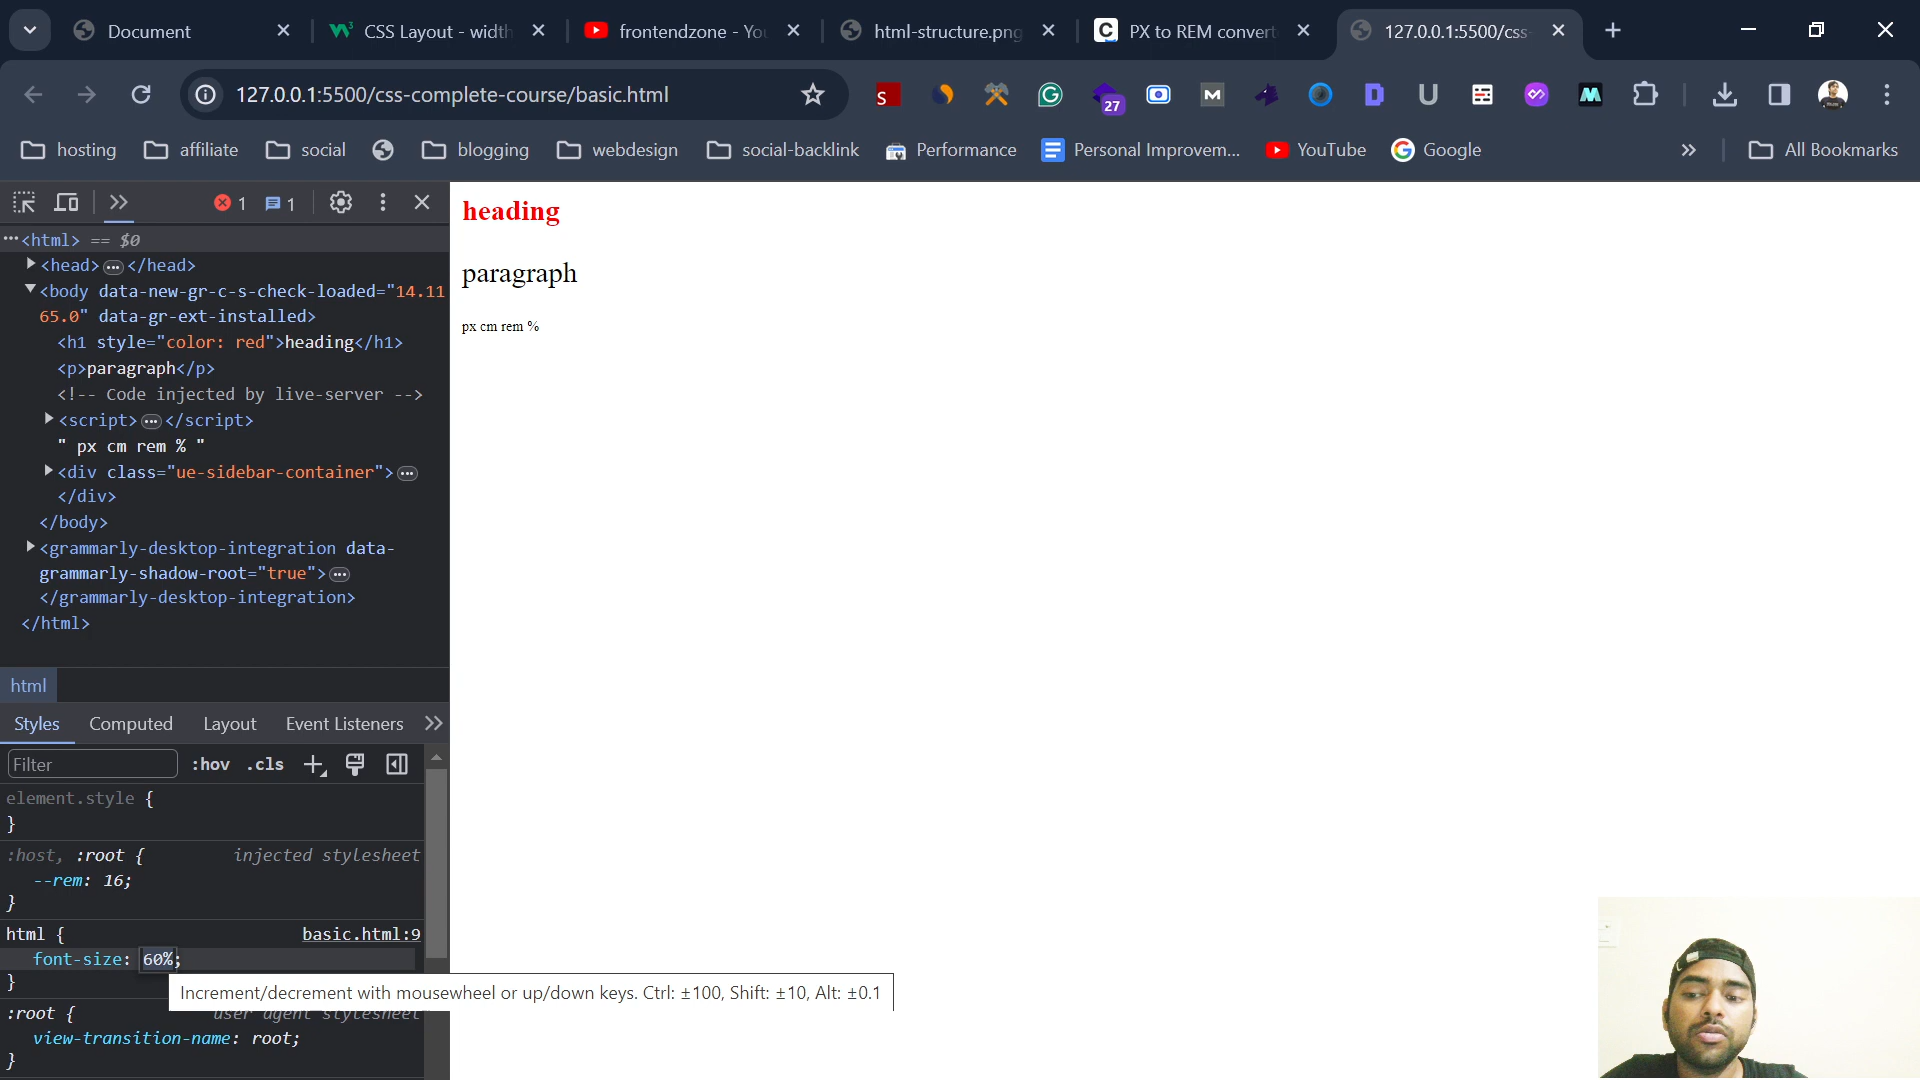 Document
CSS Layout - width
frontendzone - You
html-structure.png
PX to REM convert
127.0.0.1:5500/css-
127.0.0.1:5500/css-complete-course/basic.html
27
hosting
affiliate
social
blogging
webdesign
social-backlink
Performance
Personal Improvem...
YouTube
Google
All Bookmarks
1
1
<html> == $0
<head> </head>
<body data-new-gr-c-s-check-loaded="14.11
65.0" data-gr-ext-installed>
<h1 style="color: red">heading</h1>
<p>paragraph</p>
<!-- Code injected by live-server -->
<script> </script>
" px cm rem % "
<div class="ue-sidebar-container">
</div>
</body>
<grammarly-desktop-integration data-
grammarly-shadow-root="true">
</grammarly-desktop-integration>
</html>
html
Styles
Computed
Layout
Event Listeners
Filter
:hov
.cls
element.style {
}
:host, :root { injected stylesheet
--rem: 16;
}
html { basic.html:9
font-size: 60%;
}
Increment/decrement with mousewheel or up/down keys. Ctrl: ±100, Shift: ±10, Alt: ±0.1
:root { user agent stylesheet
view-transition-name: root;
}
heading
paragraph
px cm rem %